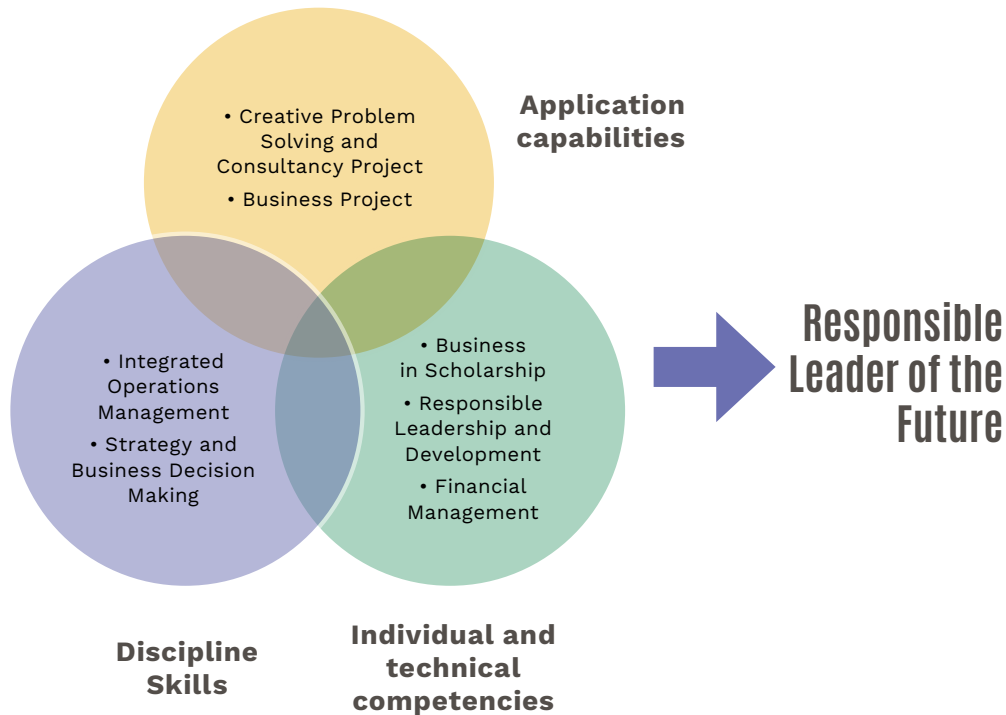 • Creative Problem
Solving and
Consultancy Project
• Business Project
Application
capabilities
• Integrated
Operations
Management
• Strategy and
Business Decision
Making
• Business
in Scholarship
• Responsible
Leadership and
Development
• Financial
Management
Responsible
Leader of the
Future
Discipline
Skills
Individual and
technical
competencies